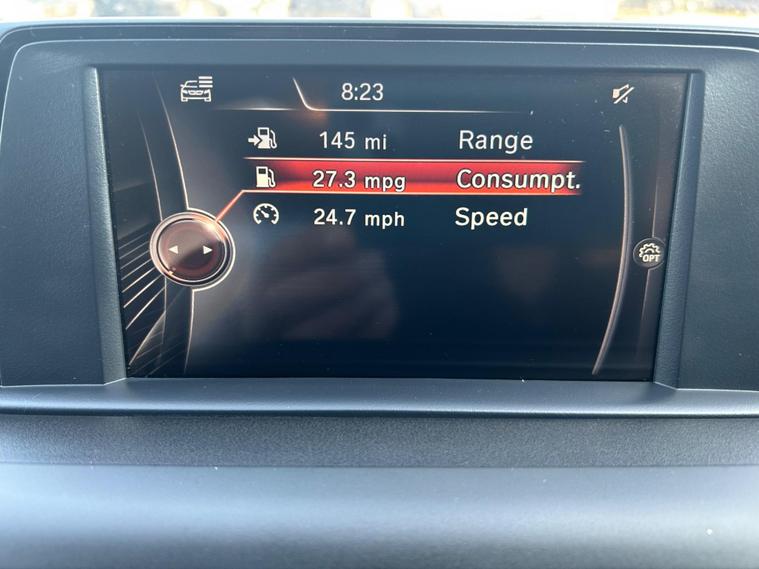 8:23
145 mi Range
27.3 mpg Consumpt.
24.7 mph Speed
OPT